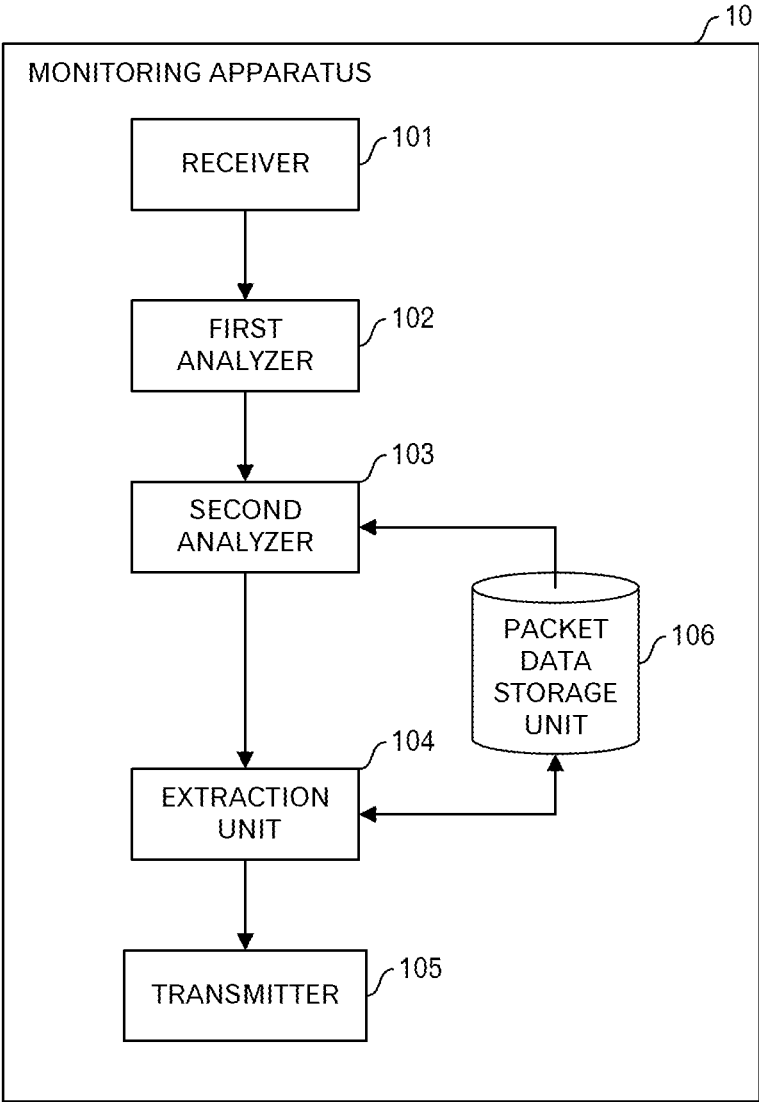 10
MONITORING APPARATUS
RECEIVER
101
FIRST
ANALYZER
102
SECOND
ANALYZER
103
PACKET
DATA
STORAGE
UNIT
106
EXTRACTION
UNIT
104
TRANSMITTER
105